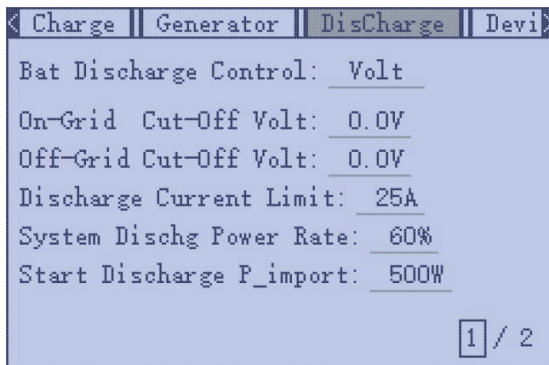 Charge Generator DisCharge Devi
Bat Discharge Control: Volt
On-Grid Cut-Off Volt: 0.0V
Off-Grid Cut-Off Volt: 0.0V
Discharge Current Limit: 25A
System Dischg Power Rate: 60%
Start Discharge P_import: 500W
1 / 2